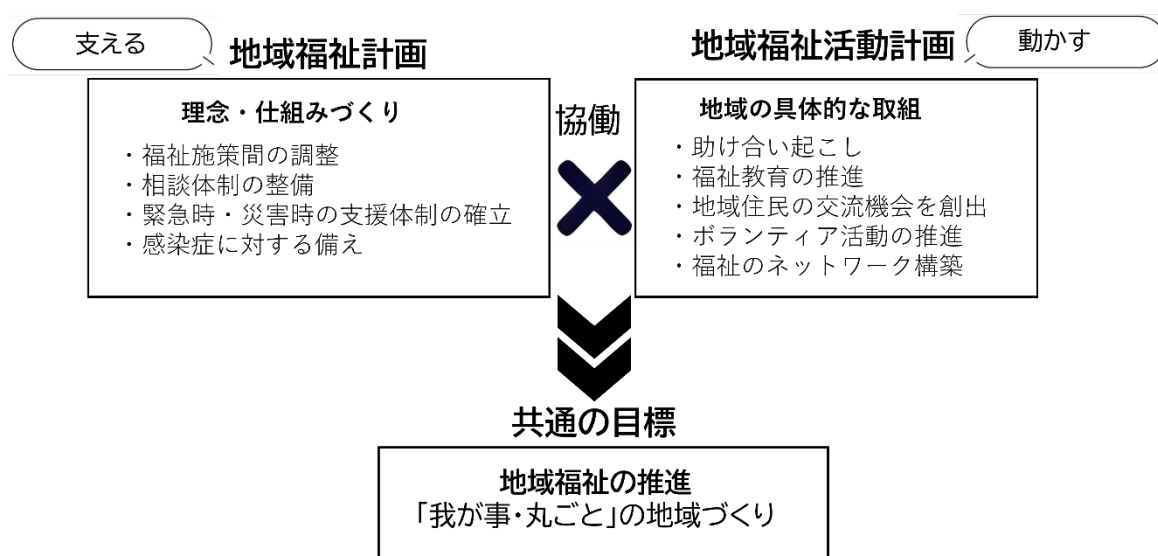 支える
地域福祉計画
理念・仕組みづくり
・福祉施策間の調整
・相談体制の整備
・緊急時・災害時の支援体制の確立
・感染症に対する備え
協働
地域福祉活動計画
動かす
地域の具体的な取組
・助け合い起こし
・福祉教育の推進
・地域住民の交流機会を創出
・ボランティア活動の推進
・福祉のネットワーク構築
共通の目標
地域福祉の推進
「我が事・丸ごと」の地域づくり